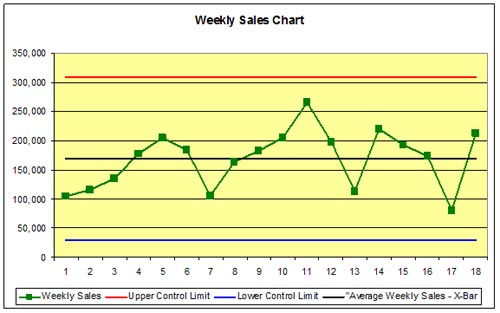 Weekly Sales Chart
350,000
300,000
250,000
200,000
150,000
100,000
50,000
0
1 2 3 4 5 6 7 8 9 10 11 12 13 14 15 16 17 18
Weekly Sales Upper Control Limit Lower Control Limit "Average Weekly Sales - X-Bar